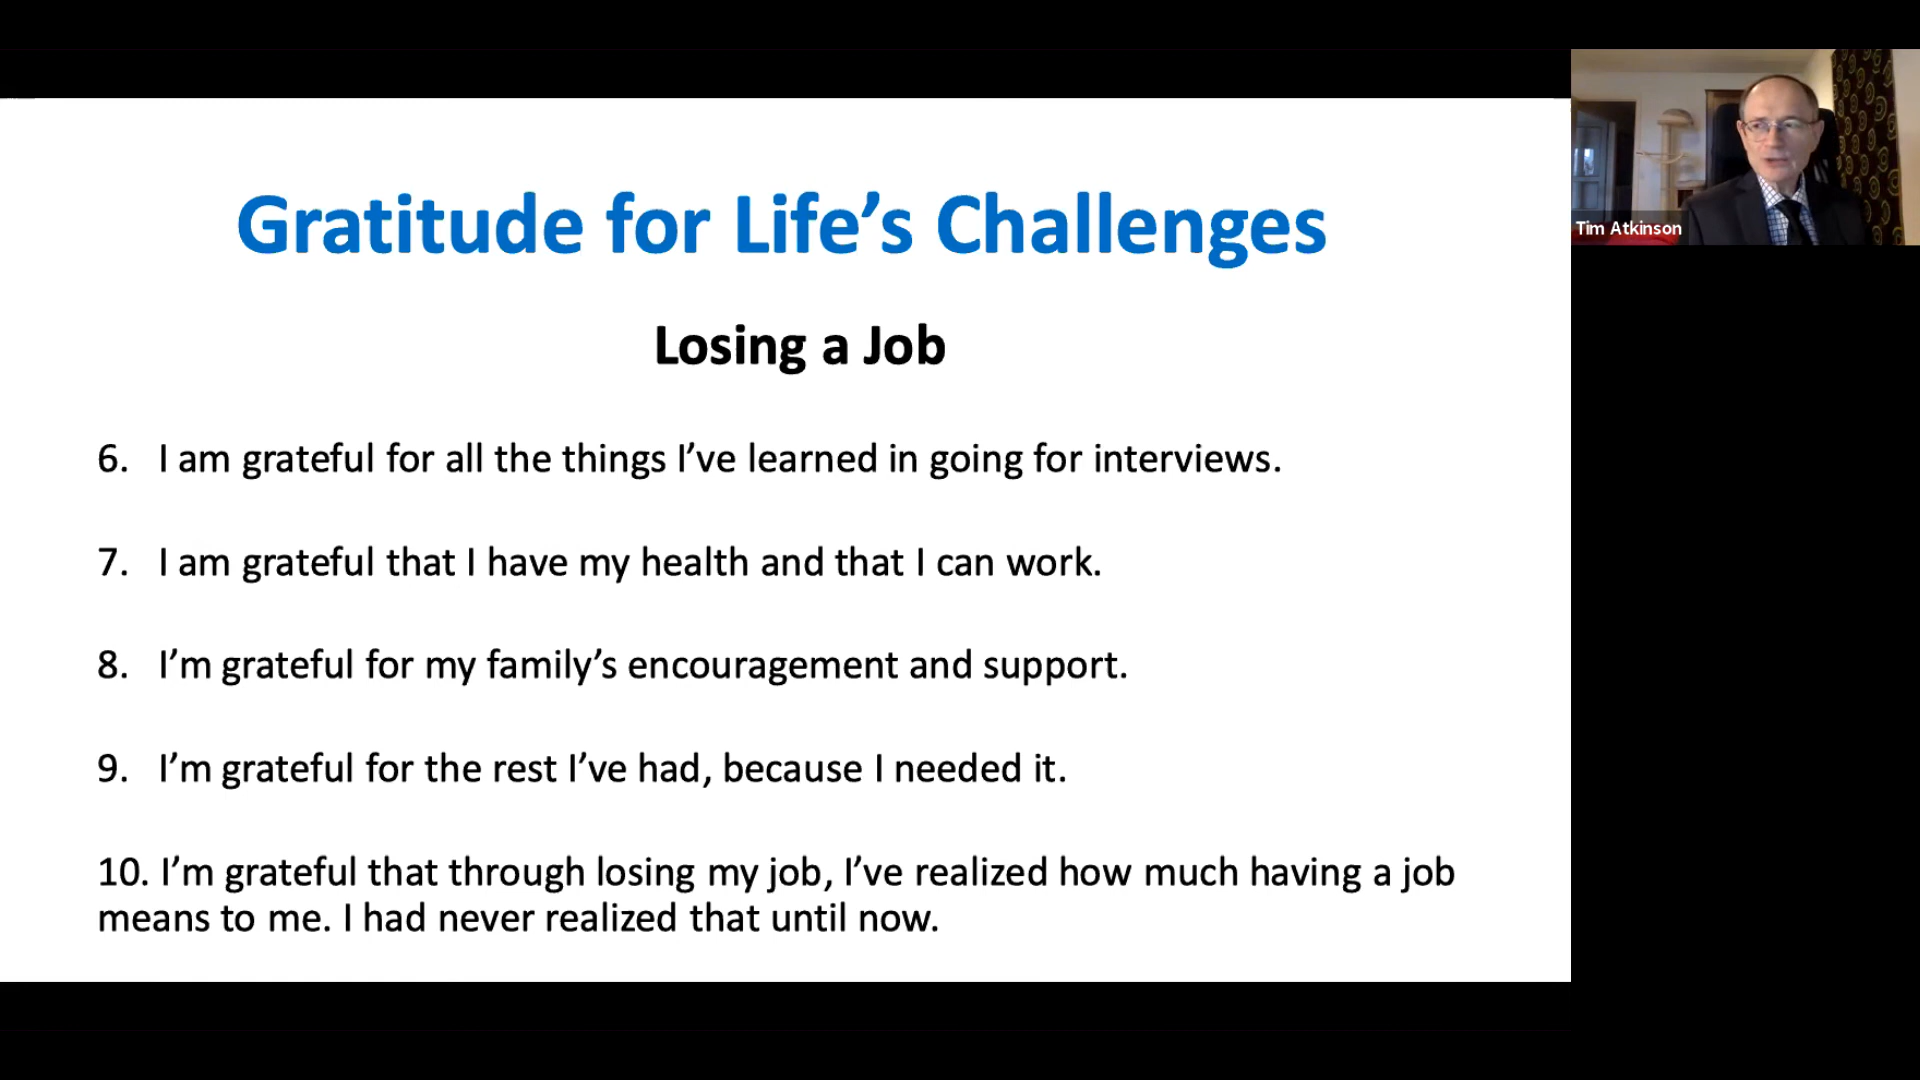 Gratitude for Life’s Challenges
Losing a Job
6. I am grateful for all the things I’ve learned in going for interviews.
7. I am grateful that I have my health and that I can work.
8. I’m grateful for my family’s encouragement and support.
9. I’m grateful for the rest I’ve had, because I needed it.
10. I’m grateful that through losing my job, I’ve realized how much having a job
means to me. I had never realized that until now.
Tim Atkinson